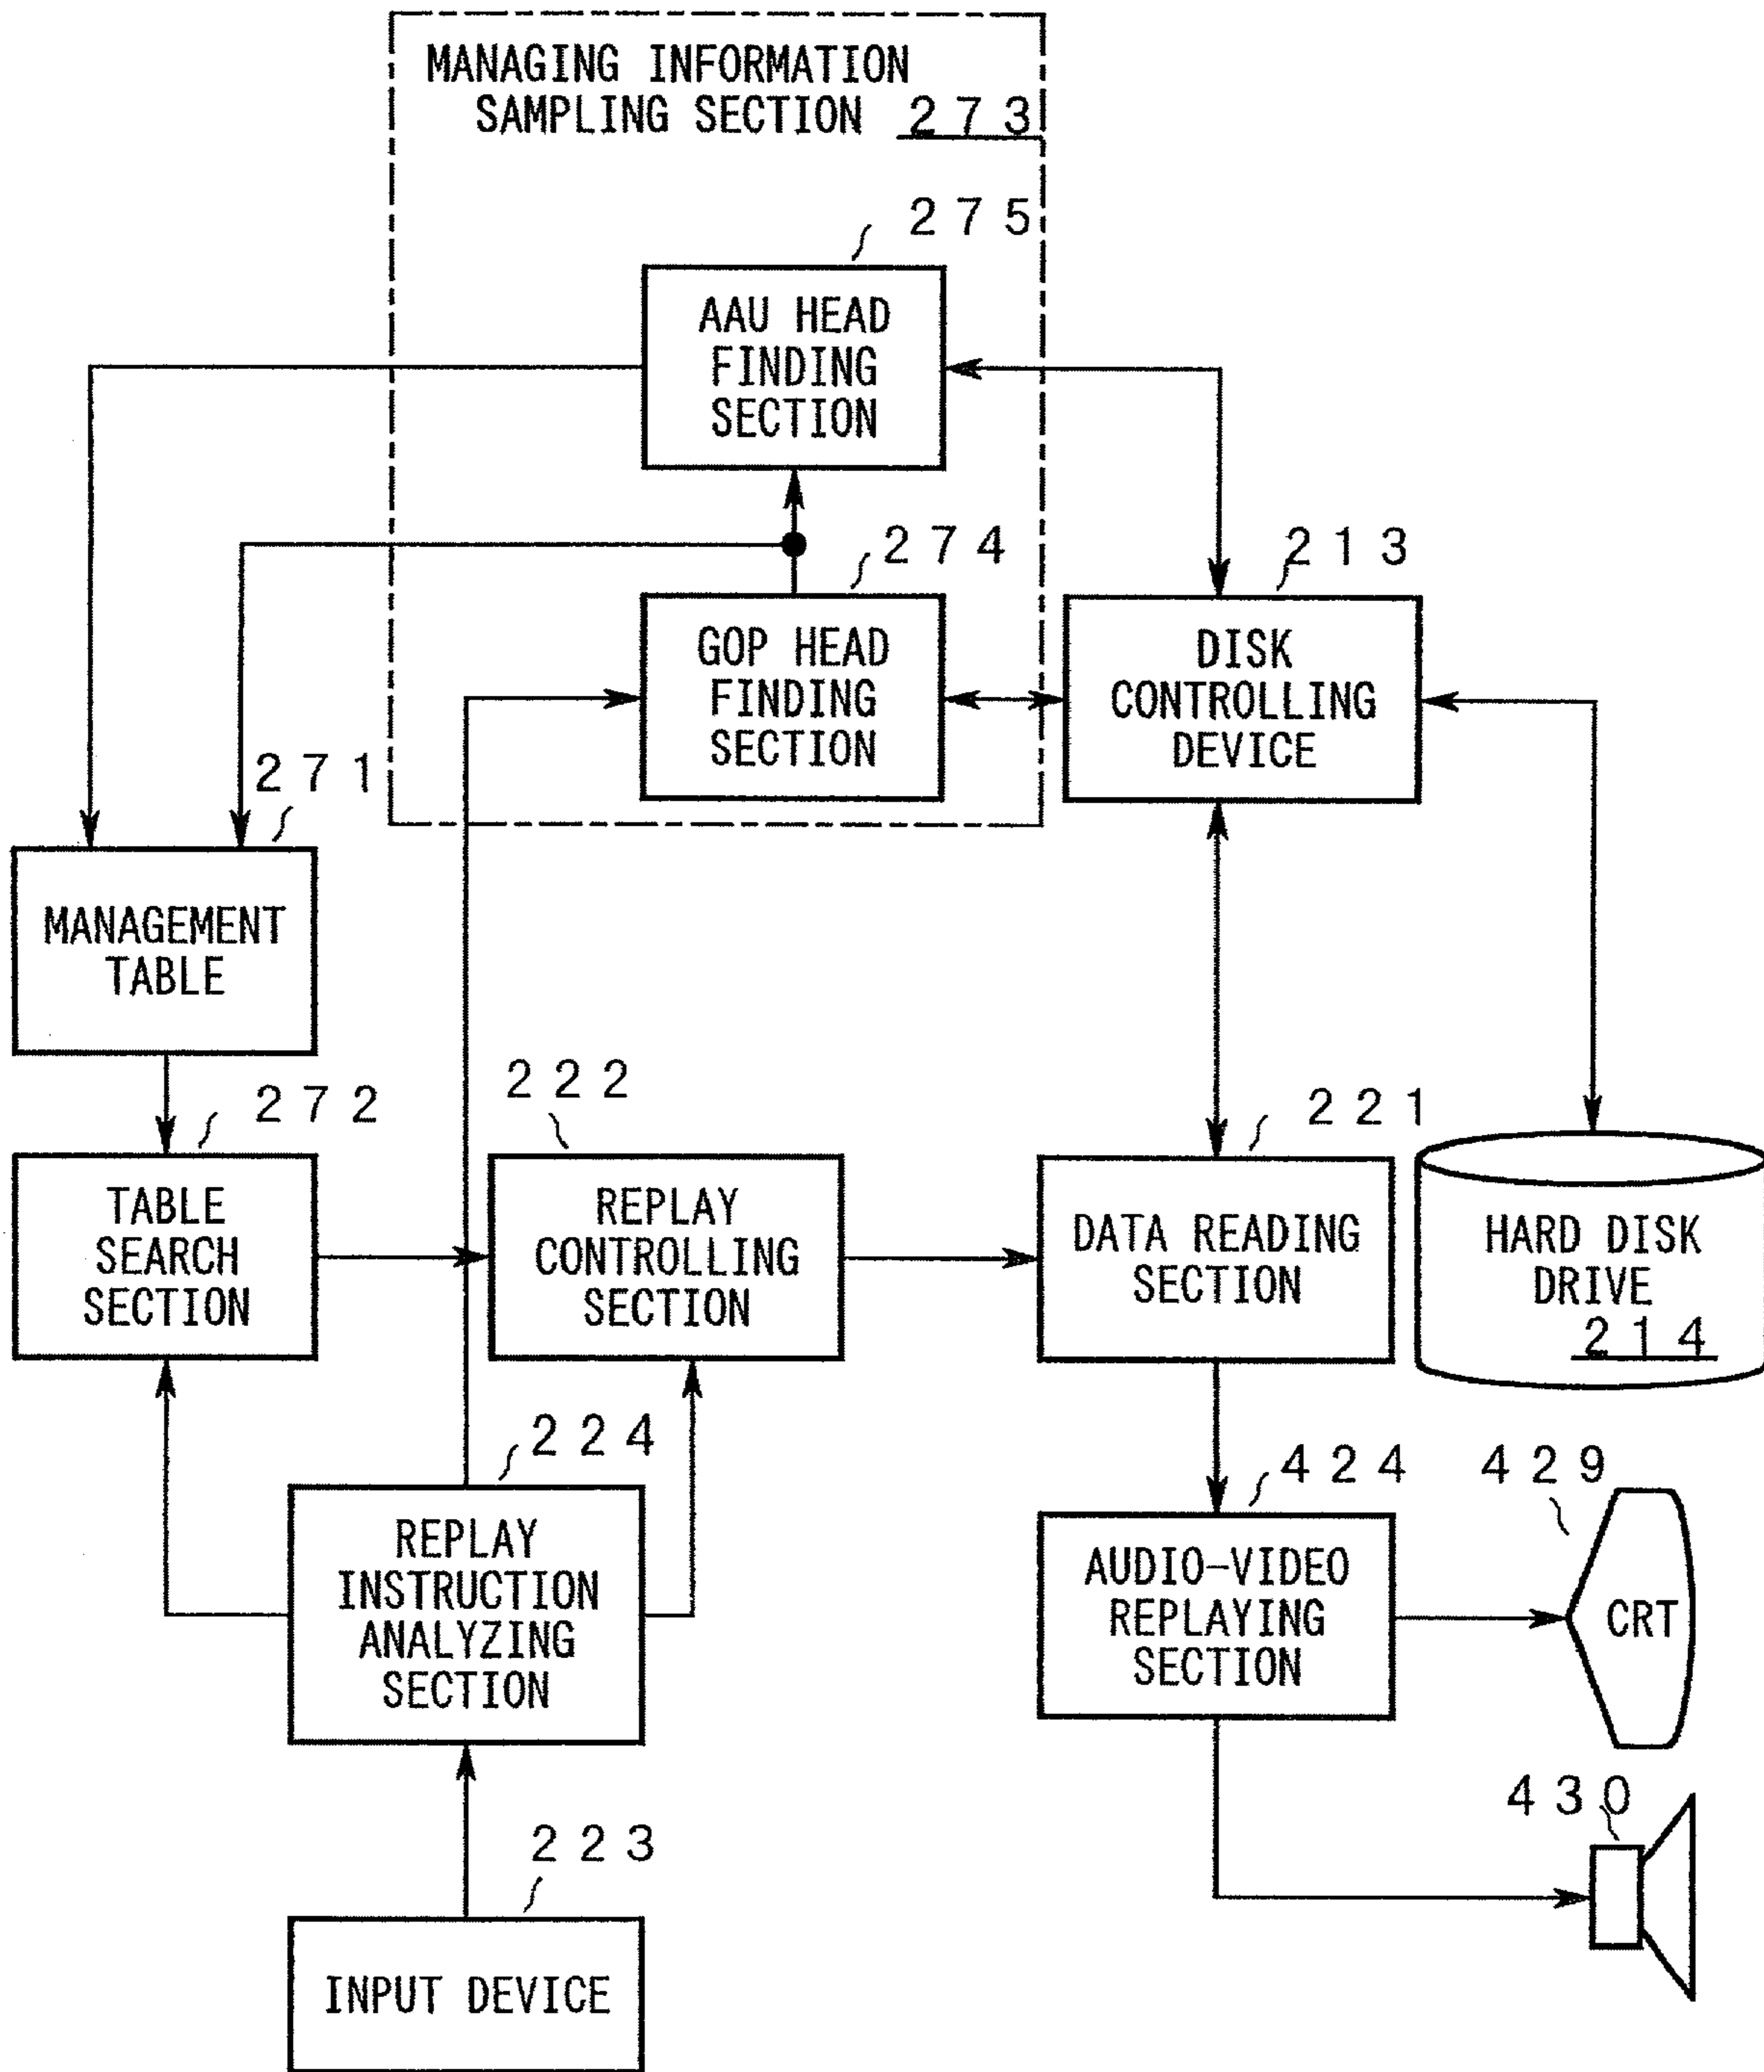 MANAGING INFORMATION
SAMPLING SECTION 273
275
AAU HEAD
FINDING
SECTION
274
GOP HEAD
FINDING
SECTION
213
DISK
CONTROLLING
DEVICE
271
MANAGEMENT
TABLE
272
TABLE
SEARCH
SECTION
222
REPLAY
CONTROLLING
SECTION
221
DATA READING
SECTION
HARD DISK
DRIVE
214
224
REPLAY
INSTRUCTION
ANALYZING
SECTION
424
AUDIO-VIDEO
REPLAYING
SECTION
429
CRT
430
223
INPUT DEVICE